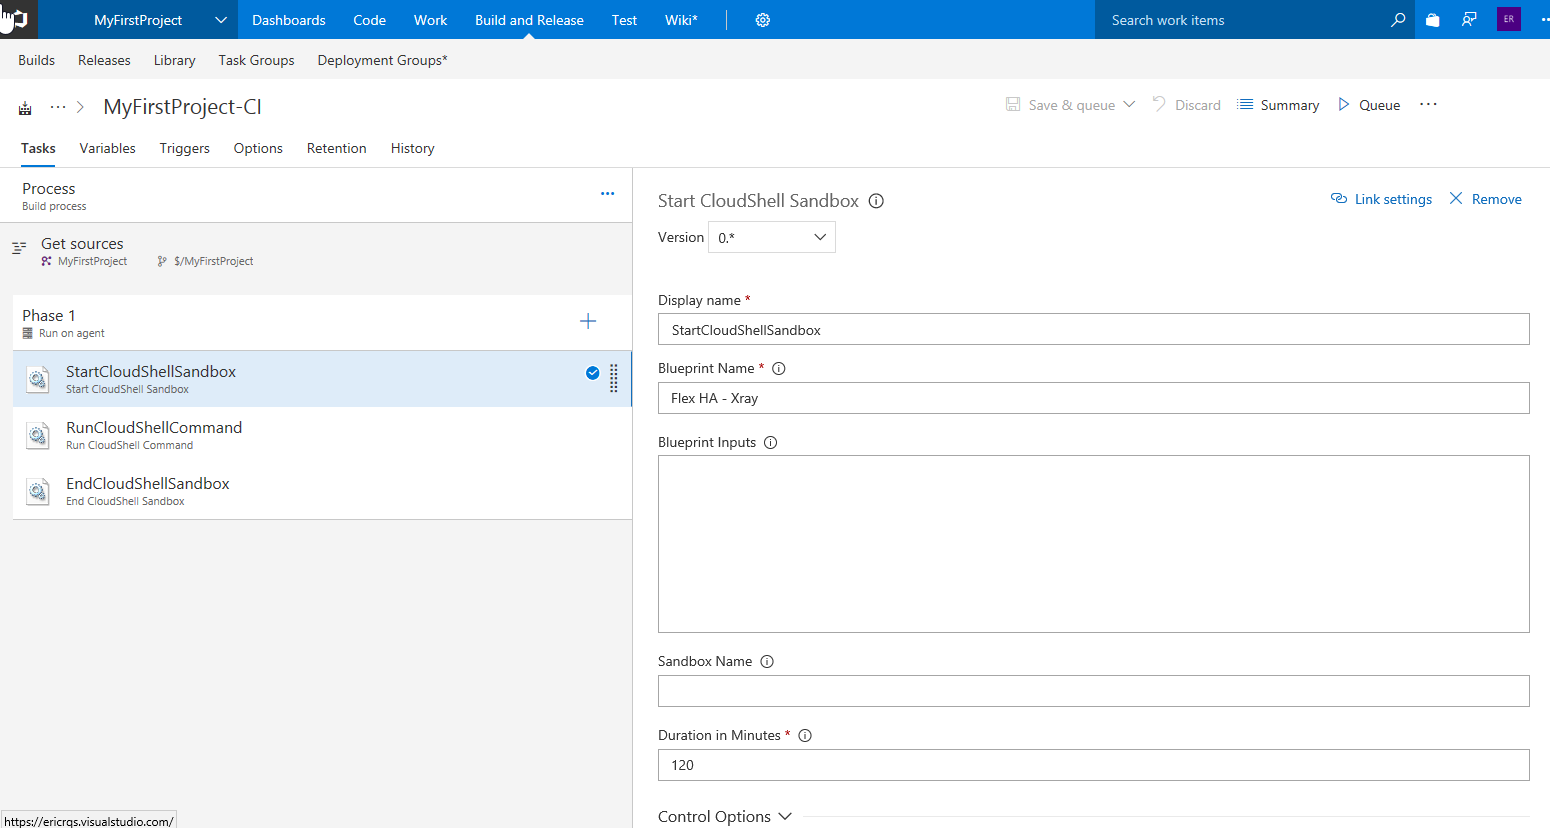 MyFirstProject Dashboards Code Work Build and Release Test Wiki* Search work items ER
Builds Releases Library Task Groups Deployment Groups*
MyFirstProject-CI Save & queue Discard Summary Queue
Tasks Variables Triggers Options Retention History
Process
Build process
Get sources
MyFirstProject $/MyFirstProject
Phase 1
Run on agent
StartCloudShellSandbox
Start CloudShell Sandbox
RunCloudShellCommand
Run CloudShell Command
EndCloudShellSandbox
End CloudShell Sandbox
https://ericrqs.visualstudio.com/
Start CloudShell Sandbox Link settings Remove
Version 0.*
Display name *
StartCloudShellSandbox
Blueprint Name *
Flex HA - Xray
Blueprint Inputs
Sandbox Name
Duration in Minutes *
120
Control Options